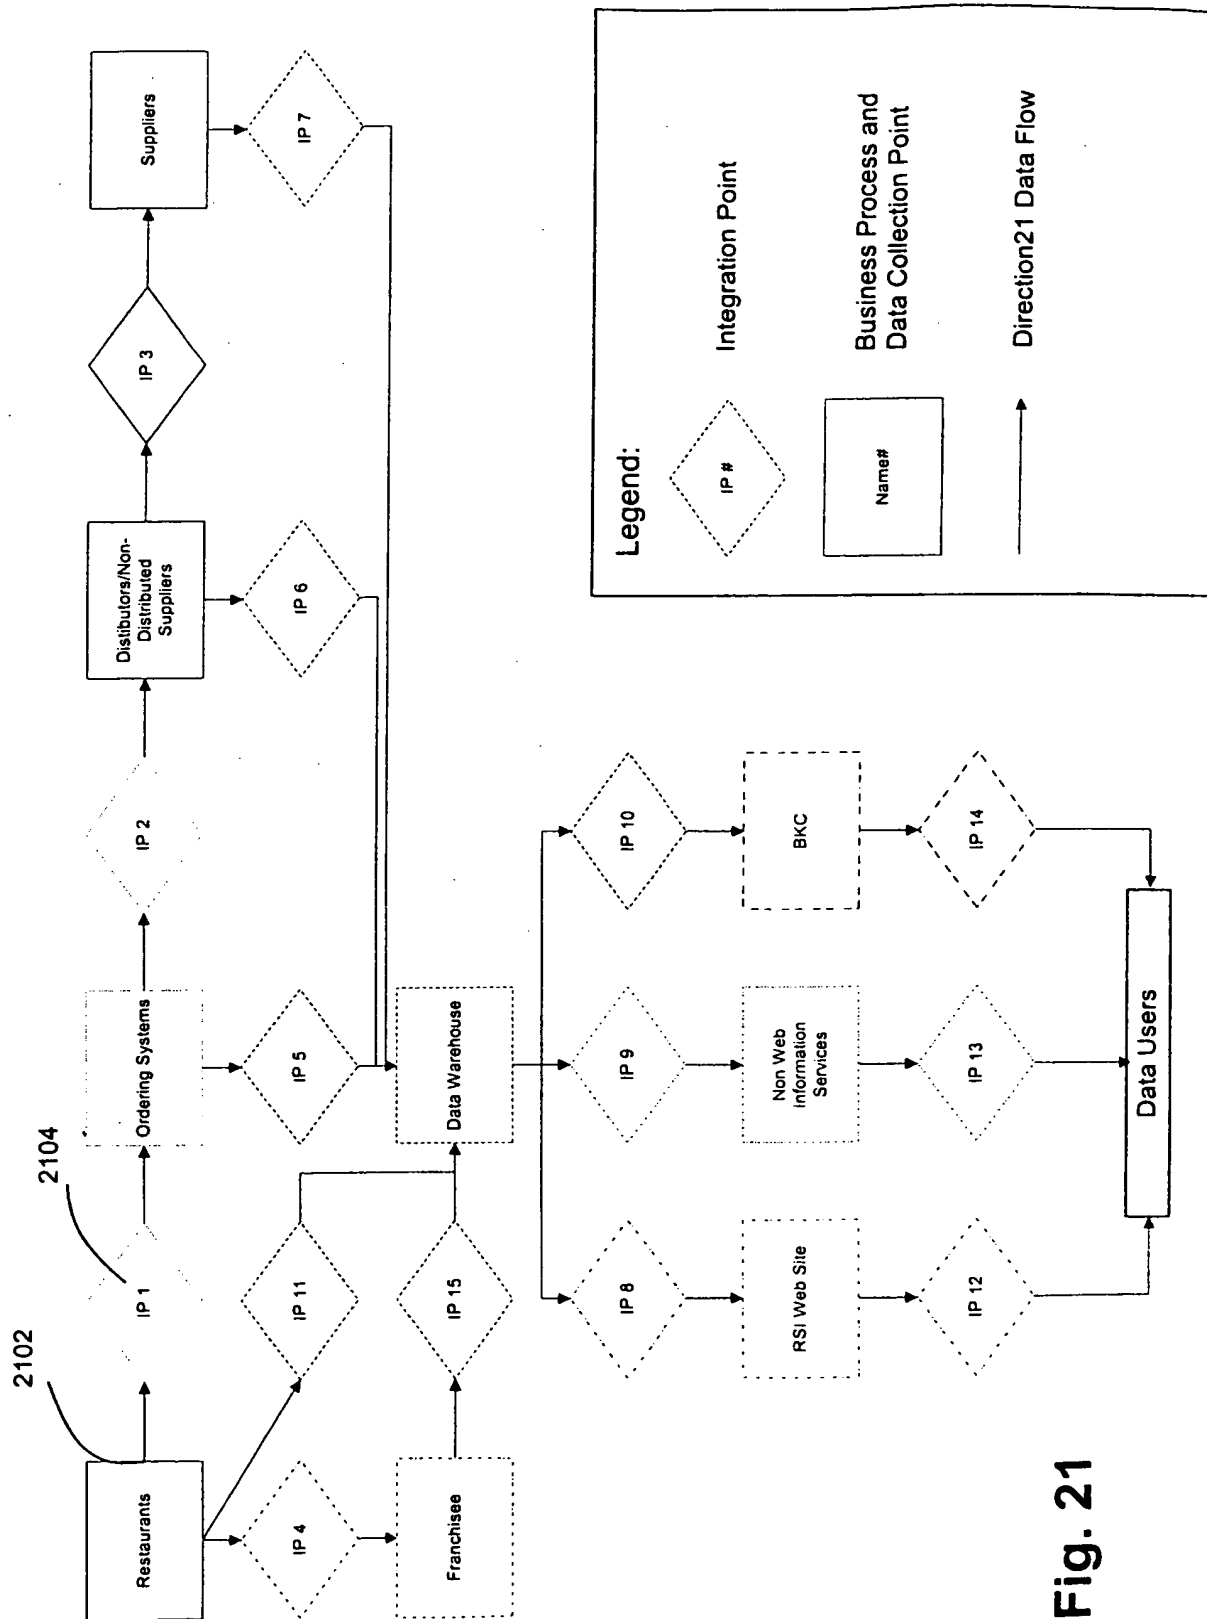 2102
2104
Restaurants
IP 1
Ordering Systems
IP 2
Distibutors/Non-
Distributed
Suppliers
IP 3
Suppliers
IP 4
IP 11
IP 5
IP 6
IP 7
Franchisee
IP 15
Data Warehouse
IP 8
IP 9
IP 10
RSI Web Site
Non Web
Information
Services
BKC
IP 12
IP 13
IP 14
Data Users
Legend:
IP #
Integration Point
Name#
Business Process and
Data Collection Point
Direction21 Data Flow
Fig. 21